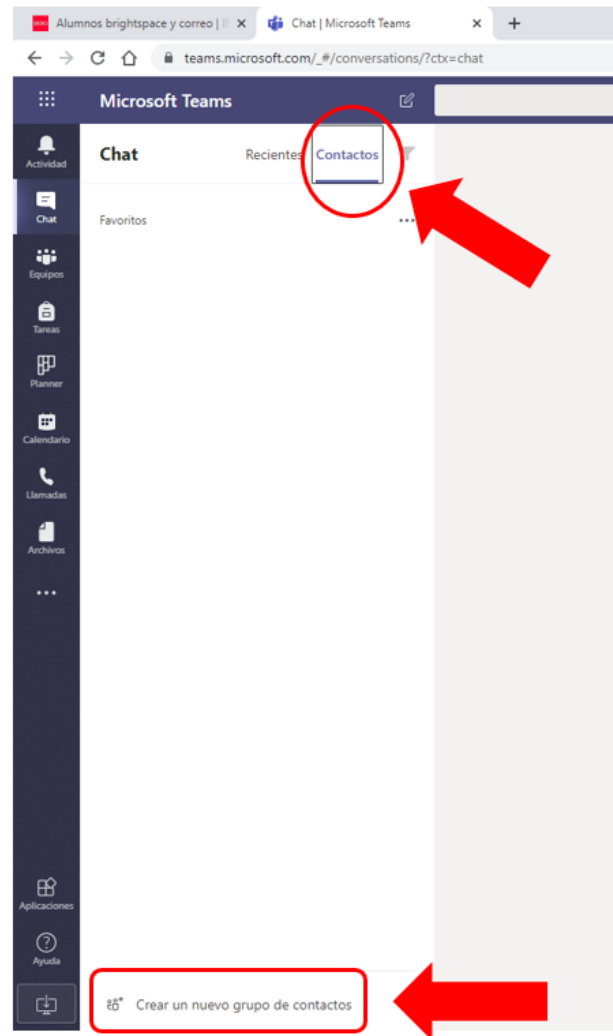 Alumnos brightspace y correo |
Chat | Microsoft Teams
teams.microsoft.com/_#/conversations/?ctx=chat
Microsoft Teams
Actividad
Chat
Equipos
Tareas
Planner
Calendario
Llamadas
Archivos
Aplicaciones
Ayuda
Chat Recientes Contactos
Favoritos
Crear un nuevo grupo de contactos